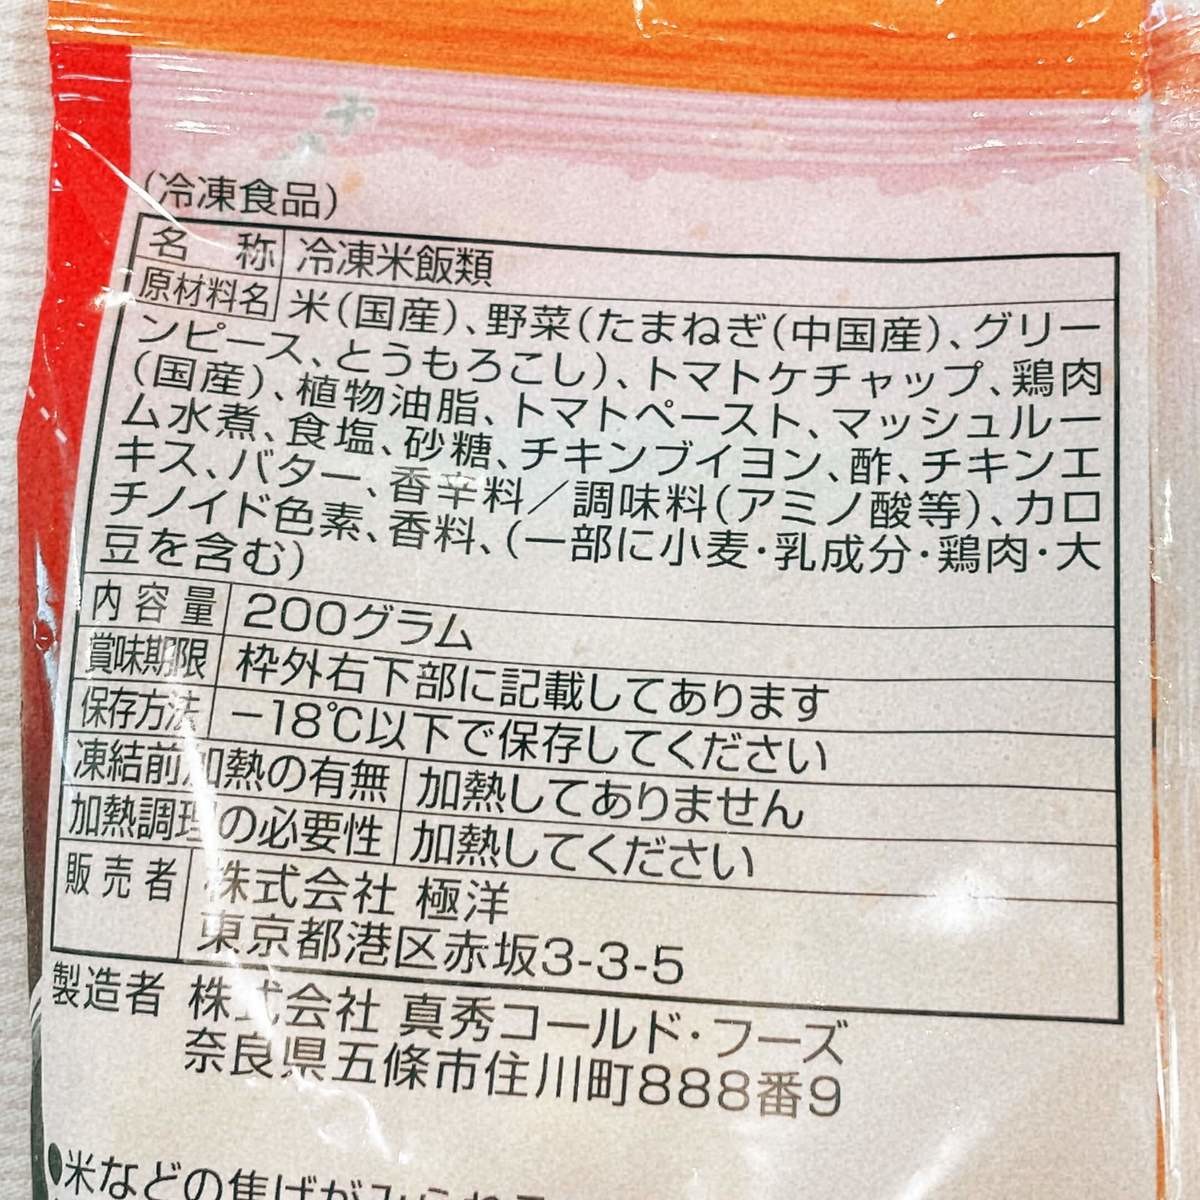 (冷凍食品)
名称 冷凍米飯類
原材料名 米(国産)、野菜(たまねぎ(中国産)、グリー
ンピース、とうもろこし)、トマトケチャップ、鶏肉
(国産)、植物油脂、トマトペースト、マッシュルー
ム水煮、食塩、砂糖、チキンブイヨン、酢、チキンエ
キス、バター、香辛料/調味料(アミノ酸等)、カロ
チノイド色素、香料、(一部に小麦・乳成分・鶏肉・大
豆を含む)
内容量 200グラム
賞味期限 枠外右下部に記載してあります
保存方法 -18℃以下で保存してください
凍結前加熱の有無 加熱してありません
加熱調理の必要性 加熱してください
販売者 株式会社 極洋
東京都港区赤坂3-3-5
製造者 株式会社 真秀コールド・フーズ
奈良県五條市住川町888番9
●米などの焦げがみられる